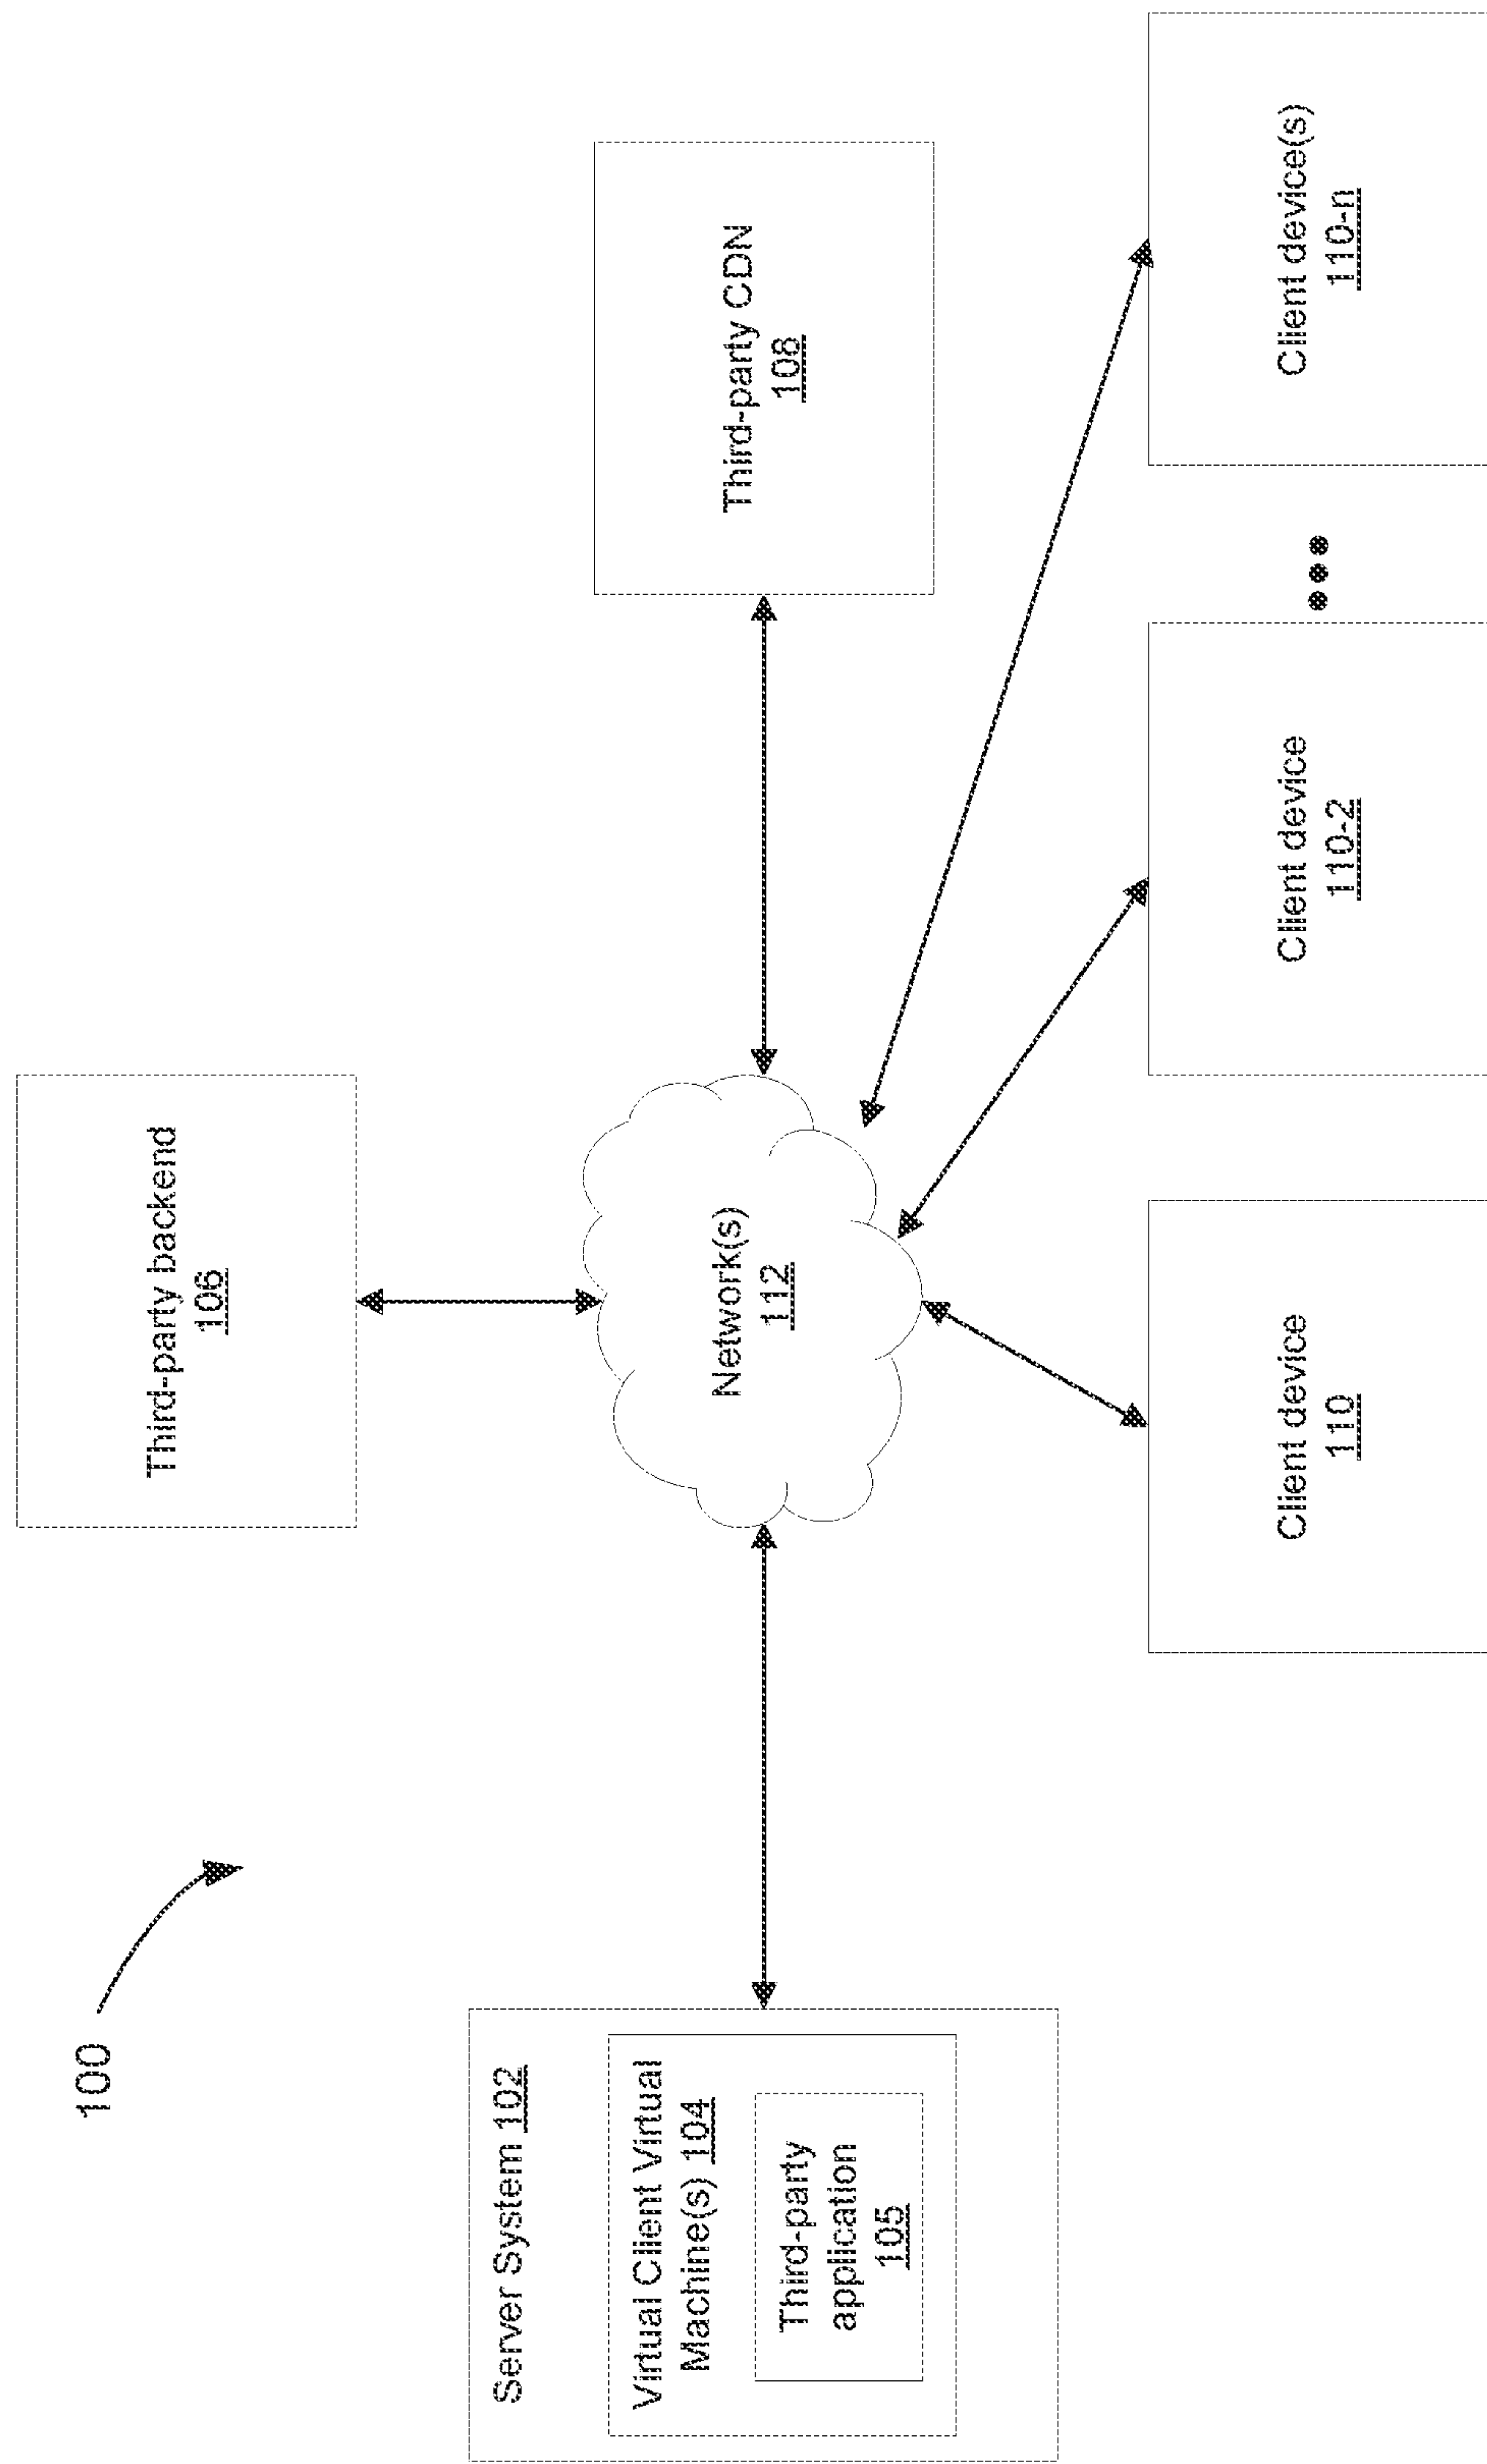 100
Third-party backend
106
Server System 102
Virtual Client Virtual
Machine(s) 104
Third-party
application
105
Network(s)
112
Third-party CDN
108
Client device
110
Client device
110-2
Client device(s)
110-n